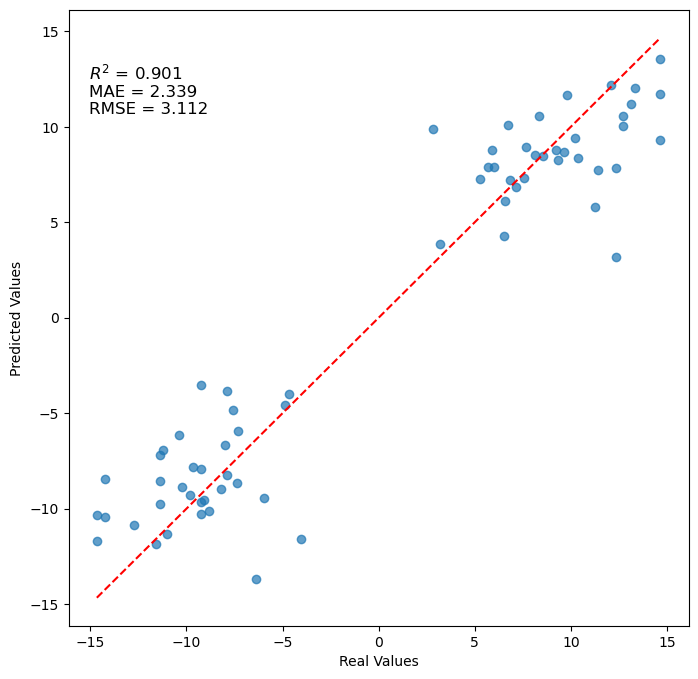 15
R² = 0.901
MAE = 2.339
RMSE = 3.112
10
5
0
−5
−10
−15
Predicted Values
−15 −10 −5 0 5 10 15
Real Values